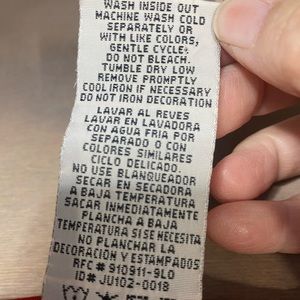 WASH INSIDE OUT
MACHINE WASH COLD
SEPARATELY OR
WITH LIKE COLORS,
GENTLE CYCLE.
DO NOT BLEACH.
TUMBLE DRY LOW
REMOVE PROMPTLY
COOL IRON IF NECESSARY
DO NOT IRON DECORATION
LAVAR AL REVES
LAVAR EN LAVADORA
CON AGUA FRIA POR
SEPARADO O CON
COLORES SIMILARES
CICLO DELICADO.
NO USE BLANQUEADOR
SECAR EN SECADORA
A BAJA TEMPERATURA
SACAR INMEDIATAMENTE
PLANCHA A BAJA
TEMPERATURA SI SE NECESITA
NO PLANCHAR LA
DECORACION Y ESTAMPADOS
RFC # 910911-9L0
ID# JU102-0018